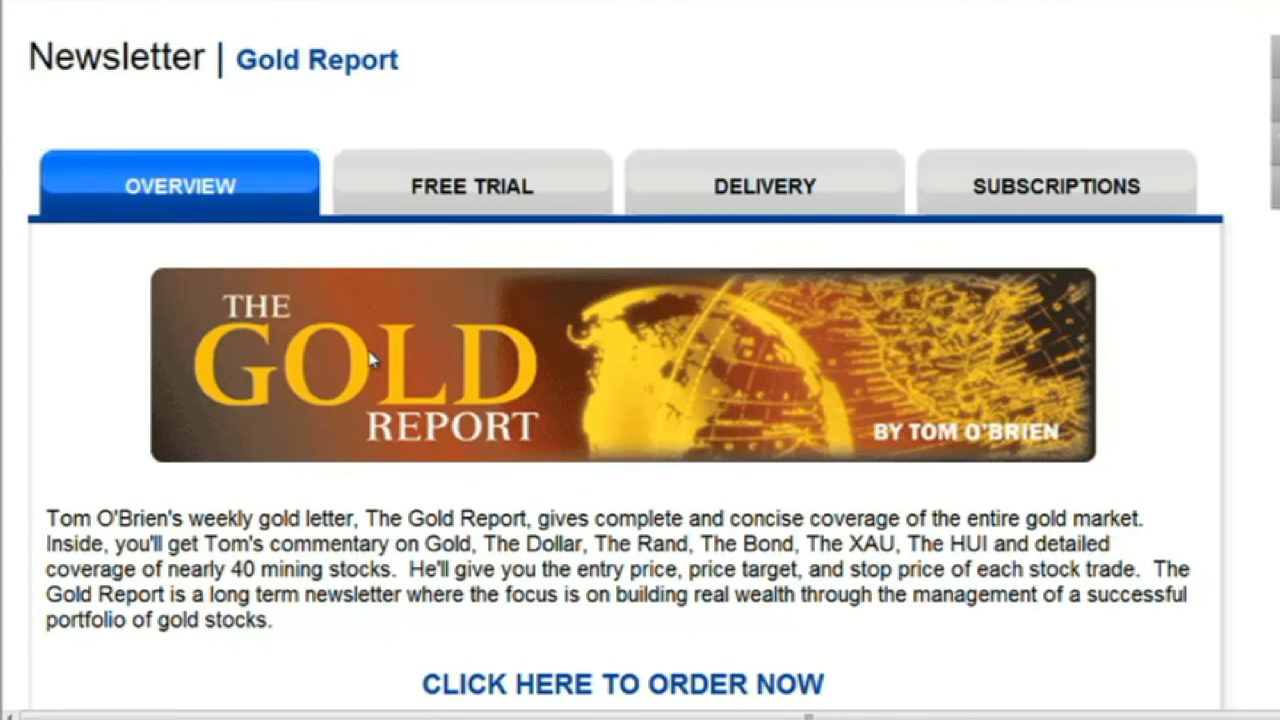 Newsletter | Gold Report
OVERVIEW FREE TRIAL DELIVERY SUBSCRIPTIONS
THE
GOLD
REPORT
BY TOM O'BRIEN
Tom O'Brien's weekly gold letter, The Gold Report, gives complete and concise coverage of the entire gold market.
Inside, you'll get Tom's commentary on Gold, The Dollar, The Rand, The Bond, The XAU, The HUI and detailed
coverage of nearly 40 mining stocks.  He'll give you the entry price, price target, and stop price of each stock trade.  The
Gold Report is a long term newsletter where the focus is on building real wealth through the management of a successful
portfolio of gold stocks.
CLICK HERE TO ORDER NOW